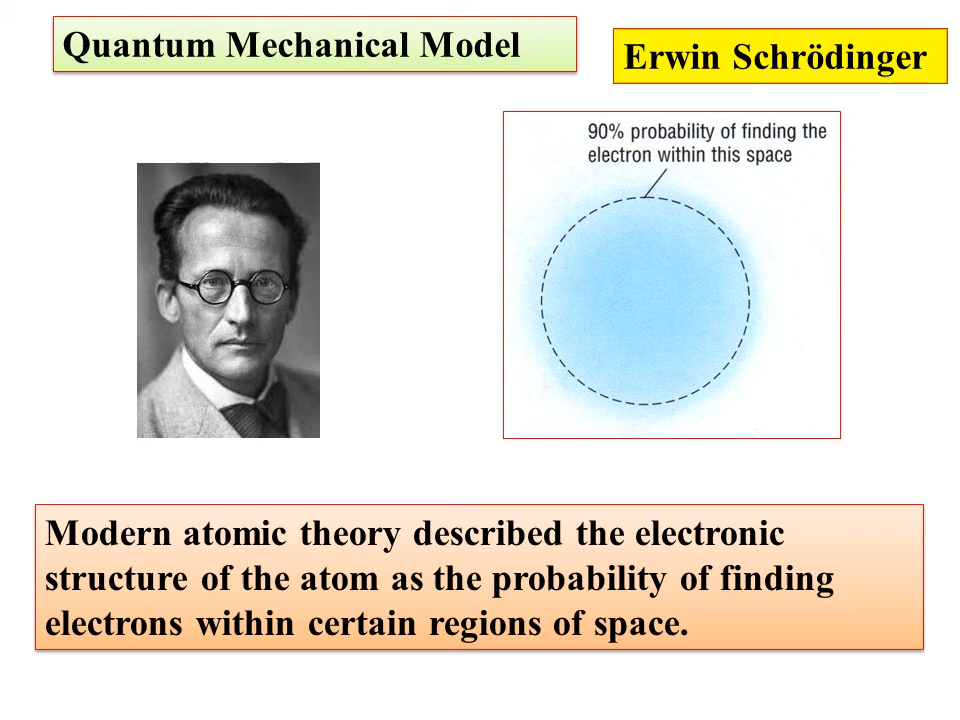 Quantum Mechanical Model
Erwin Schrödinger
90% probability of finding the
electron within this space
Modern atomic theory described the electronic
structure of the atom as the probability of finding
electrons within certain regions of space.